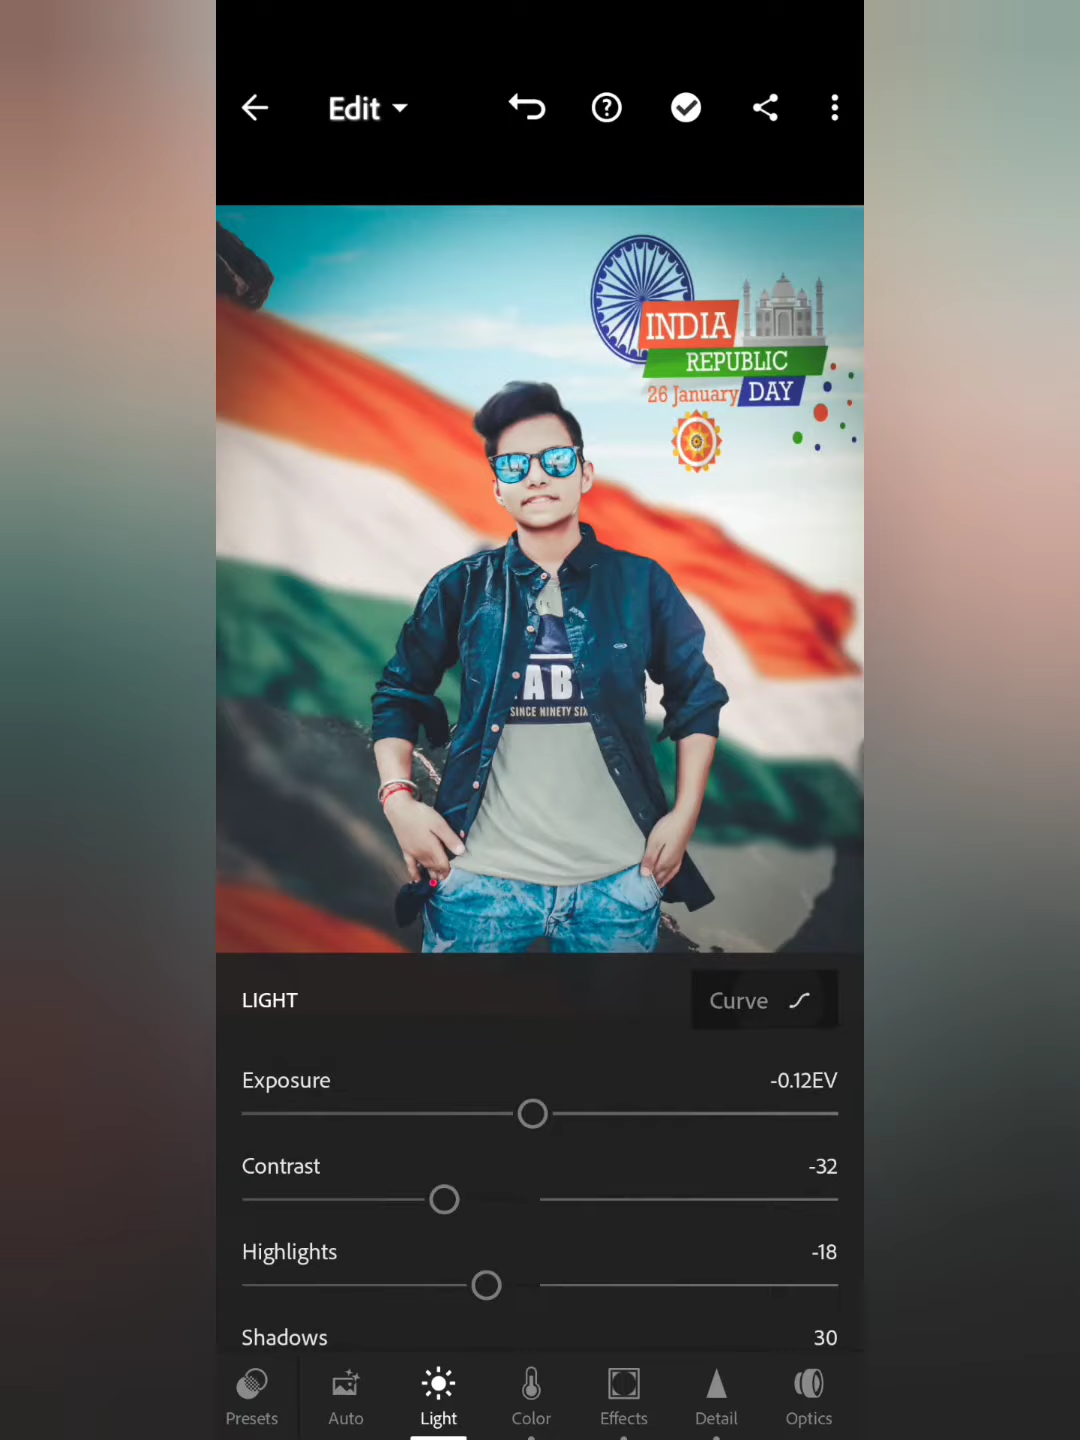 Edit
INDIA
REPUBLIC
26 January DAY
SINCE NINETY SIX
LIGHT
Curve
Exposure -0.12EV
Contrast -32
Highlights -18
Shadows 30
Presets Auto Light Color Effects Detail Optics